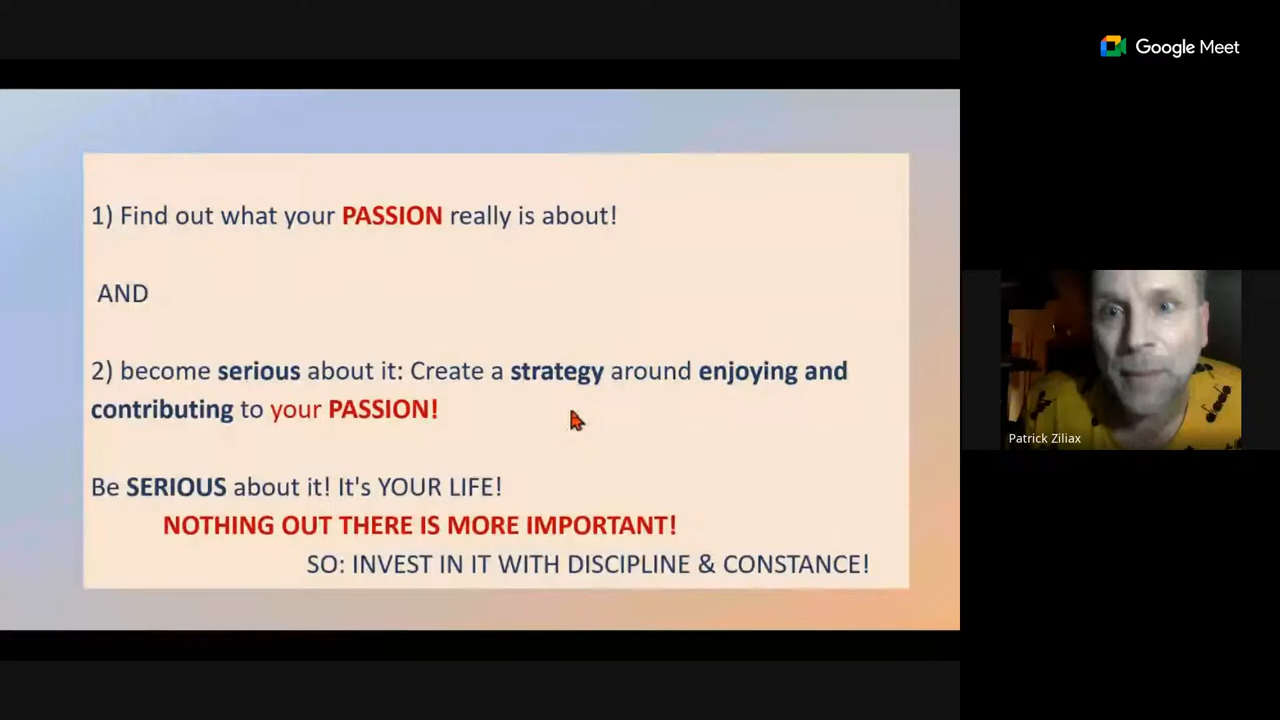 Google Meet
1) Find out what your PASSION really is about!
AND
2) become serious about it: Create a strategy around enjoying and
contributing to your PASSION!
Be SERIOUS about it! It's YOUR LIFE!
NOTHING OUT THERE IS MORE IMPORTANT!
SO: INVEST IN IT WITH DISCIPLINE & CONSTANCE!
Patrick Ziliax